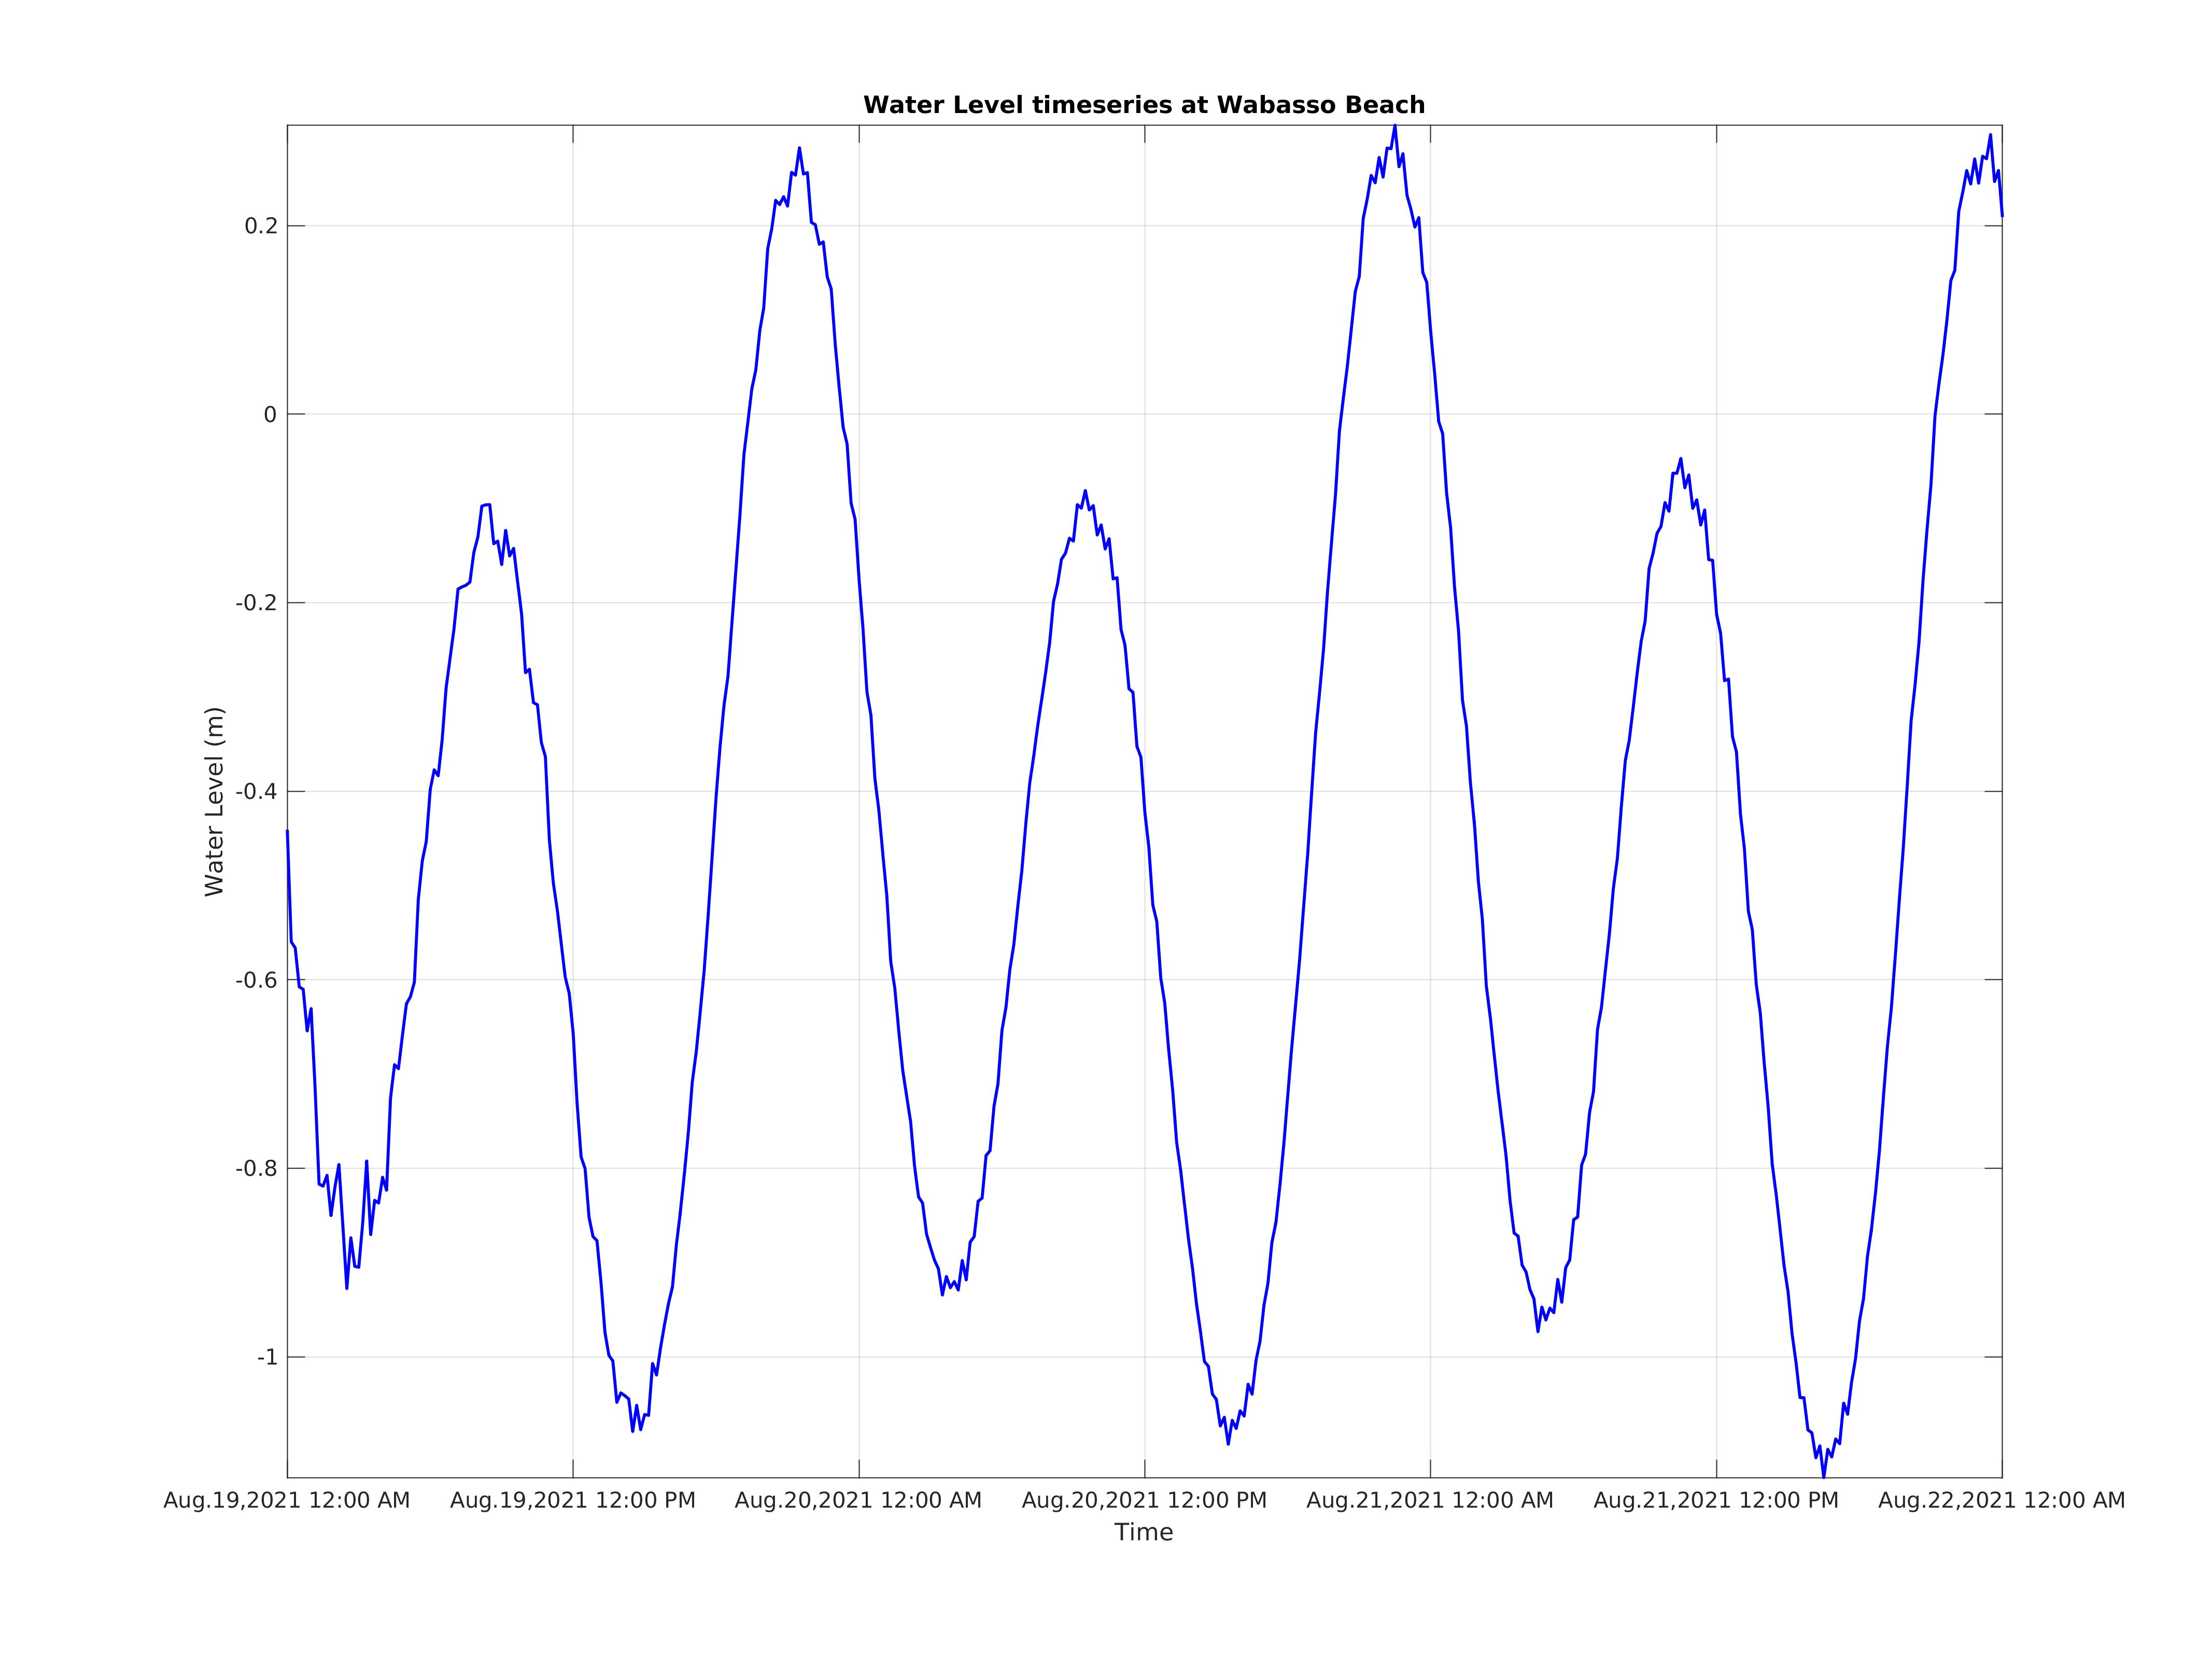 Water Level timeseries at Wabasso Beach
0.2
0
-0.2
-0.4
-0.6
-0.8
-1
Water Level (m)
Aug.19,2021 12:00 AM
Aug.19,2021 12:00 PM
Aug.20,2021 12:00 AM
Aug.20,2021 12:00 PM
Aug.21,2021 12:00 AM
Aug.21,2021 12:00 PM
Aug.22,2021 12:00 AM
Time